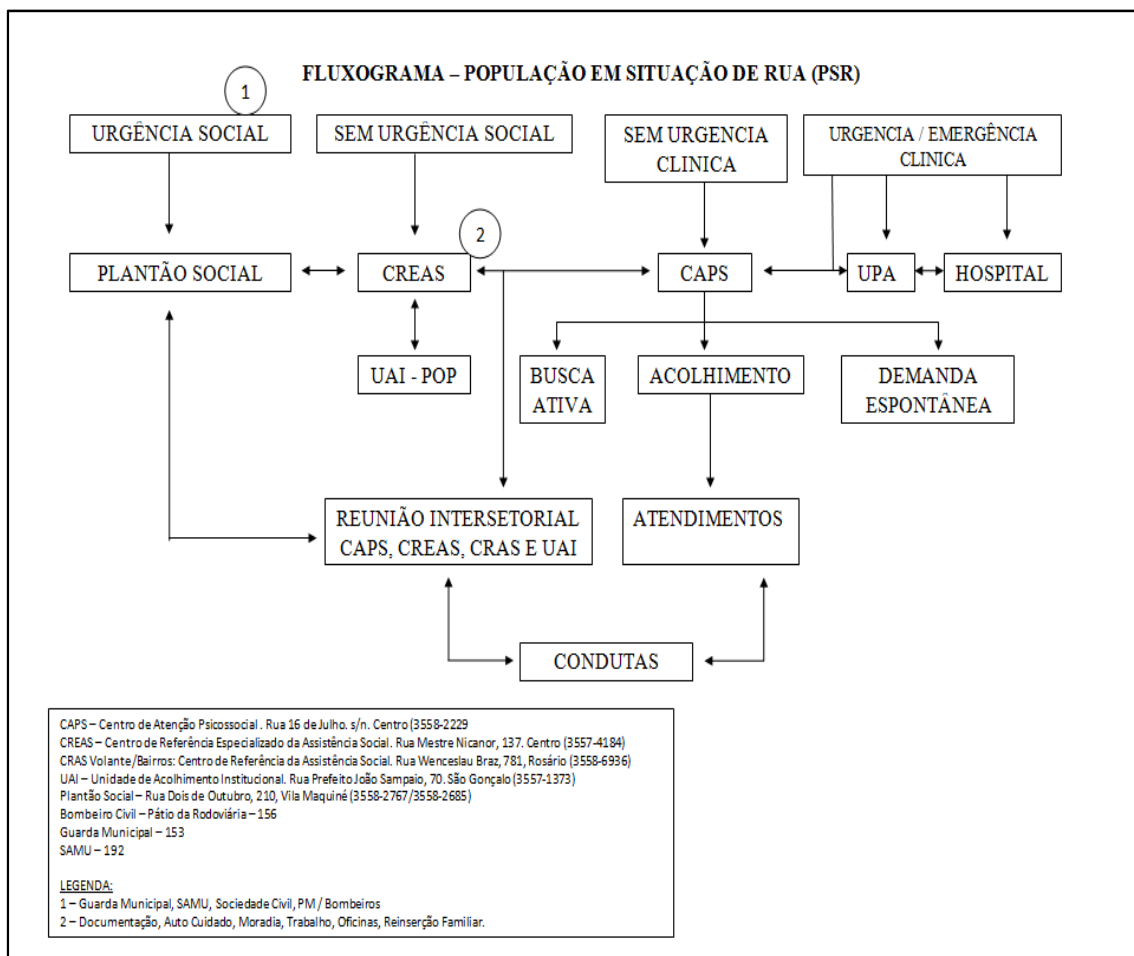 FLUXOGRAMA – POPULAÇÃO EM SITUAÇÃO DE RUA (PSR)
1
URGÊNCIA SOCIAL
SEM URGÊNCIA SOCIAL
SEM URGENCIA
CLINICA
URGENCIA / EMERGÊNCIA
CLINICA
2
PLANTÃO SOCIAL
CREAS
CAPS
UPA
HOSPITAL
UAI - POP
BUSCA
ATIVA
ACOLHIMENTO
DEMANDA
ESPONTÂNEA
REUNIÃO INTERSETORIAL
CAPS, CREAS, CRAS E UAI
ATENDIMENTOS
CONDUTAS
CAPS – Centro de Atenção Psicossocial . Rua 16 de Julho. s/n. Centro (3558-2229
CREAS – Centro de Referência Especializado da Assistência Social. Rua Mestre Nicanor, 137. Centro (3557-4184)
CRAS Volante/Bairros: Centro de Referência da Assistência Social. Rua Wenceslau Braz, 781, Rosário (3558-6936)
UAI – Unidade de Acolhimento Institucional. Rua Prefeito João Sampaio, 70. São Gonçalo (3557-1373)
Plantão Social – Rua Dois de Outubro, 210, Vila Maquiné (3558-2767/3558-2685)
Bombeiro Civil – Pátio da Rodoviária – 156
Guarda Municipal – 153
SAMU – 192
LEGENDA:
1 – Guarda Municipal, SAMU, Sociedade Civil, PM / Bombeiros
2 – Documentação, Auto Cuidado, Moradia, Trabalho, Oficinas, Reinserção Familiar.